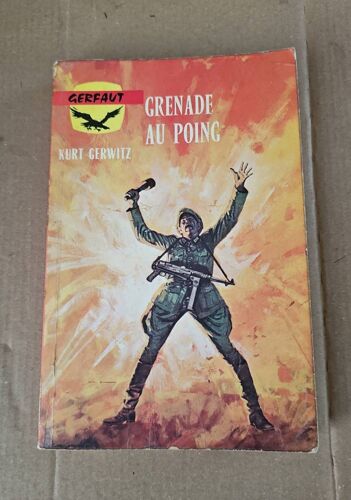 GERFAUT
GRENADE
AU POING
KURT GERWITZ